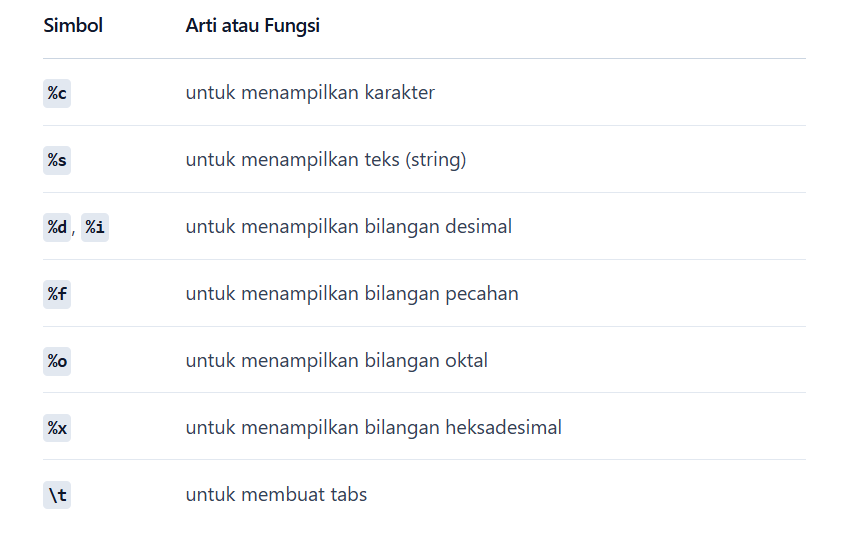 Simbol Arti atau Fungsi
%c untuk menampilkan karakter
%s untuk menampilkan teks (string)
%d, %i untuk menampilkan bilangan desimal
%f untuk menampilkan bilangan pecahan
%o untuk menampilkan bilangan oktal
%x untuk menampilkan bilangan heksadesimal
\t untuk membuat tabs